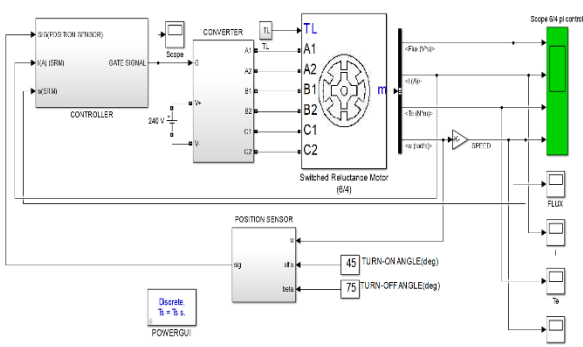 Scope 6/4 pi control
SIG(POSITION SENSOR)
I(A) (SRM)
w(SRM)
GATE SIGNAL
CONTROLLER
Scope
CONVERTER
G
V+
V-
240 V
A1
A2
B1
B2
C1
C2
TL
TL
TL
A1
A2
B1
B2
C1
C2
m
Switched Reluctance Motor
(6/4)
<Flux (V*s)>
<I (A)>
<Te (N*m)>
<w (rad/s)>
SPEED
FLUX
I
Te
POSITION SENSOR
w
sig
alfa
beta
45
TURN-ON ANGLE(deg)
75
TURN-OFF ANGLE(deg)
Discrete,
Ts = Ts s.
POWERGUI